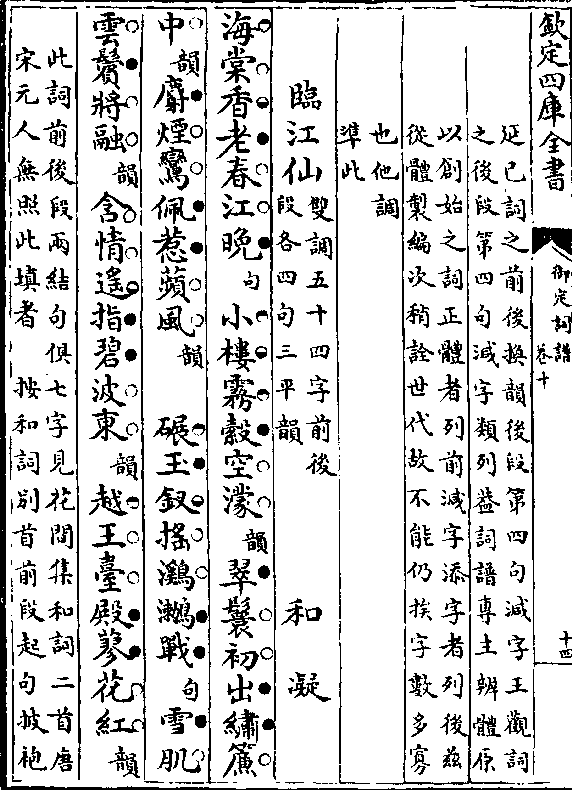 欽定四庫全書
御定詞譜
卷十
十四
延巳詞之前後換韻後段第四句減字王觀詞
之後段第四句減字類列蓋詞譜專主辨體原
以創始之詞正體者列前減字添字者列後茲
從體製編次稍詮世代故不能仍挨字數多寡
也他調
準此
臨江仙 雙調五十四字前後
段各四句三平韻 和凝
海棠香老春江晚句小樓霧縠空濛韻翠鬟初出繡簾
中韻麝煙鸞佩惹蘋風韻 碾玉釵搖鸂鶒戰句雪肌
雲鬢將融韻含情遙指碧波東韻越王臺殿蓼花紅韻
此詞前後段兩結句俱七字見花間集和詞二首唐
宋元人無照此填者 按和詞別首前段起句披袍